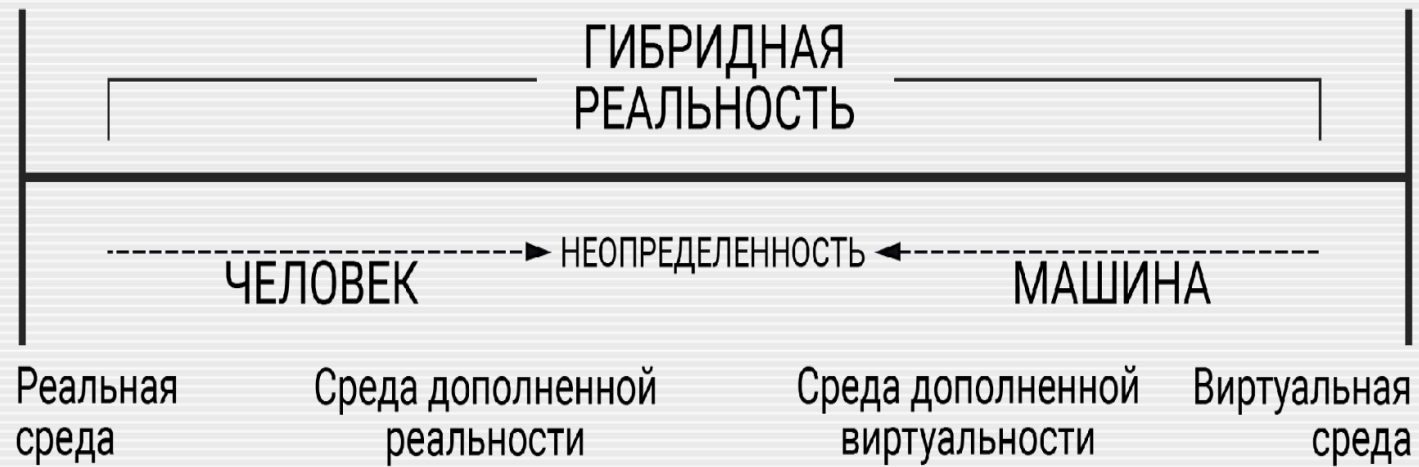 ГИБРИДНАЯ
РЕАЛЬНОСТЬ
НЕОПРЕДЕЛЕННОСТЬ
ЧЕЛОВЕК
МАШИНА
Реальная
среда
Среда дополненной
реальности
Среда дополненной
виртуальности
Виртуальная
среда